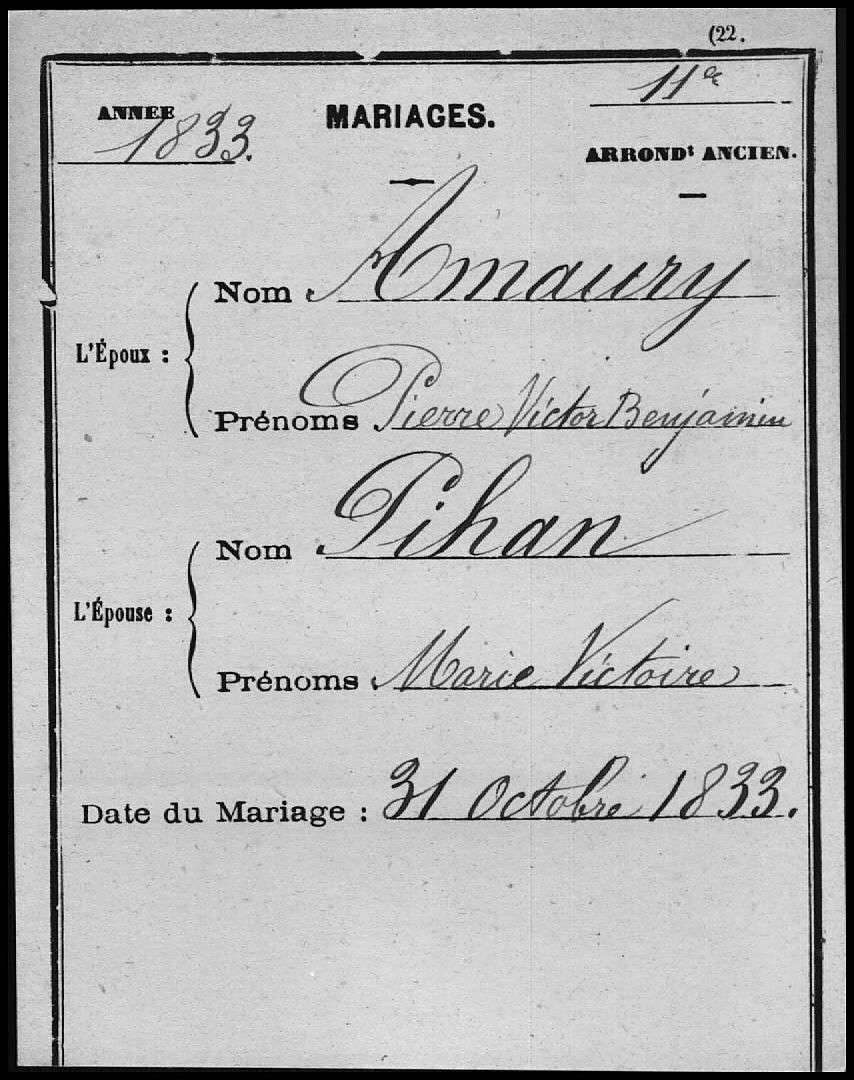 (22.
ANNEE 1833.
MARIAGES.
11e
ARRONDt ANCIEN.
L'Époux :
Nom Amaury
Prénoms Pierre Victor Benjamin
L'Épouse :
Nom Pihan
Prénoms Marie Victoire
Date du Mariage : 31 Octobre 1833.